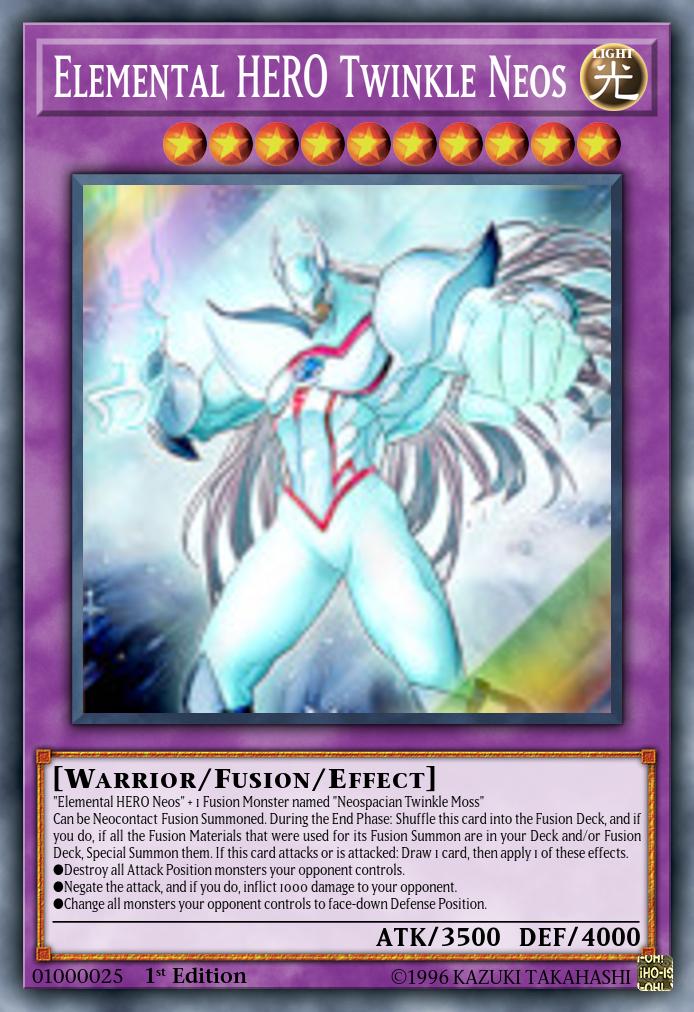 Elemental HERO Twinkle Neos
LIGHT
光
[Warrior/Fusion/Effect]
"Elemental HERO Neos" + 1 Fusion Monster named "Neospacian Twinkle Moss"
Can be Neocontact Fusion Summoned. During the End Phase: Shuffle this card into the Fusion Deck, and if
you do, if all the Fusion Materials that were used for its Fusion Summon are in your Deck and/or Fusion
Deck, Special Summon them. If this card attacks or is attacked: Draw 1 card, then apply 1 of these effects.
●Destroy all Attack Position monsters your opponent controls.
●Negate the attack, and if you do, inflict 1000 damage to your opponent.
●Change all monsters your opponent controls to face-down Defense Position.
ATK/3500 DEF/4000
01000025 1st Edition ©1996 KAZUKI TAKAHASHI